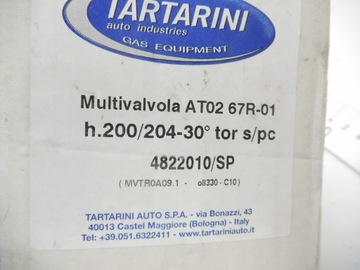 TARTARINI
auto industries
GAS EQUIPMENT
Multivalvola AT02 67R-01
h.200/204-30° tor s/pc
4822010/SP
( MVTR0A09.1 - oli330 - C10 )
TARTARINI AUTO S.P.A. - via Bonazzi, 43
40013 Castel Maggiore (Bologna) - Italy
Tel: +39.051.6322411 - www.tartariniauto.it